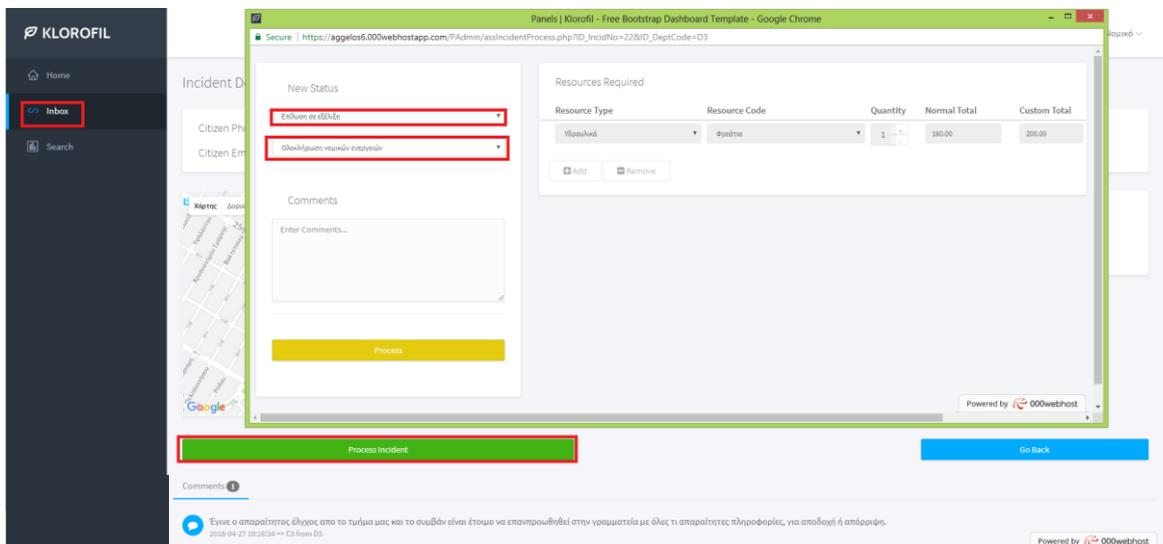 KLOROFIL
Home
Inbox
Search
Panels | Klorofil - Free Bootstrap Dashboard Template - Google Chrome
Secure | https://aggelos6.000webhostapp.com/PAdmin/assIncidentProcess.php?ID_IncidNo=22&ID_DeptCode=D3
Νομικό
Incident D
Citizen Ph
Citizen Em
Χάρτης Δορυ
New Status
Επίλυση σε εξέλιξη
Ολοκλήρωση νομικών ενεργειών
Comments
Enter Comments...
Process
Resources Required
Resource Type Resource Code Quantity Normal Total Custom Total
Υδραυλικά Φρεάτια 1 160.00 200.00
Add Remove
Powered by 000webhost
Google
Process Incident Go Back
Comments 1
Έγινε ο απαραίτητος έλεγχος απο το τμήμα μας και το συμβάν είναι έτοιμο να επανπροωθηθεί στην γραμματεία με όλες τι απαραίτητες πληροφορίες, για αποδοχή ή απόρριψη.
2018-04-27 10:16:34 => C3 from D3
Powered by 000webhost